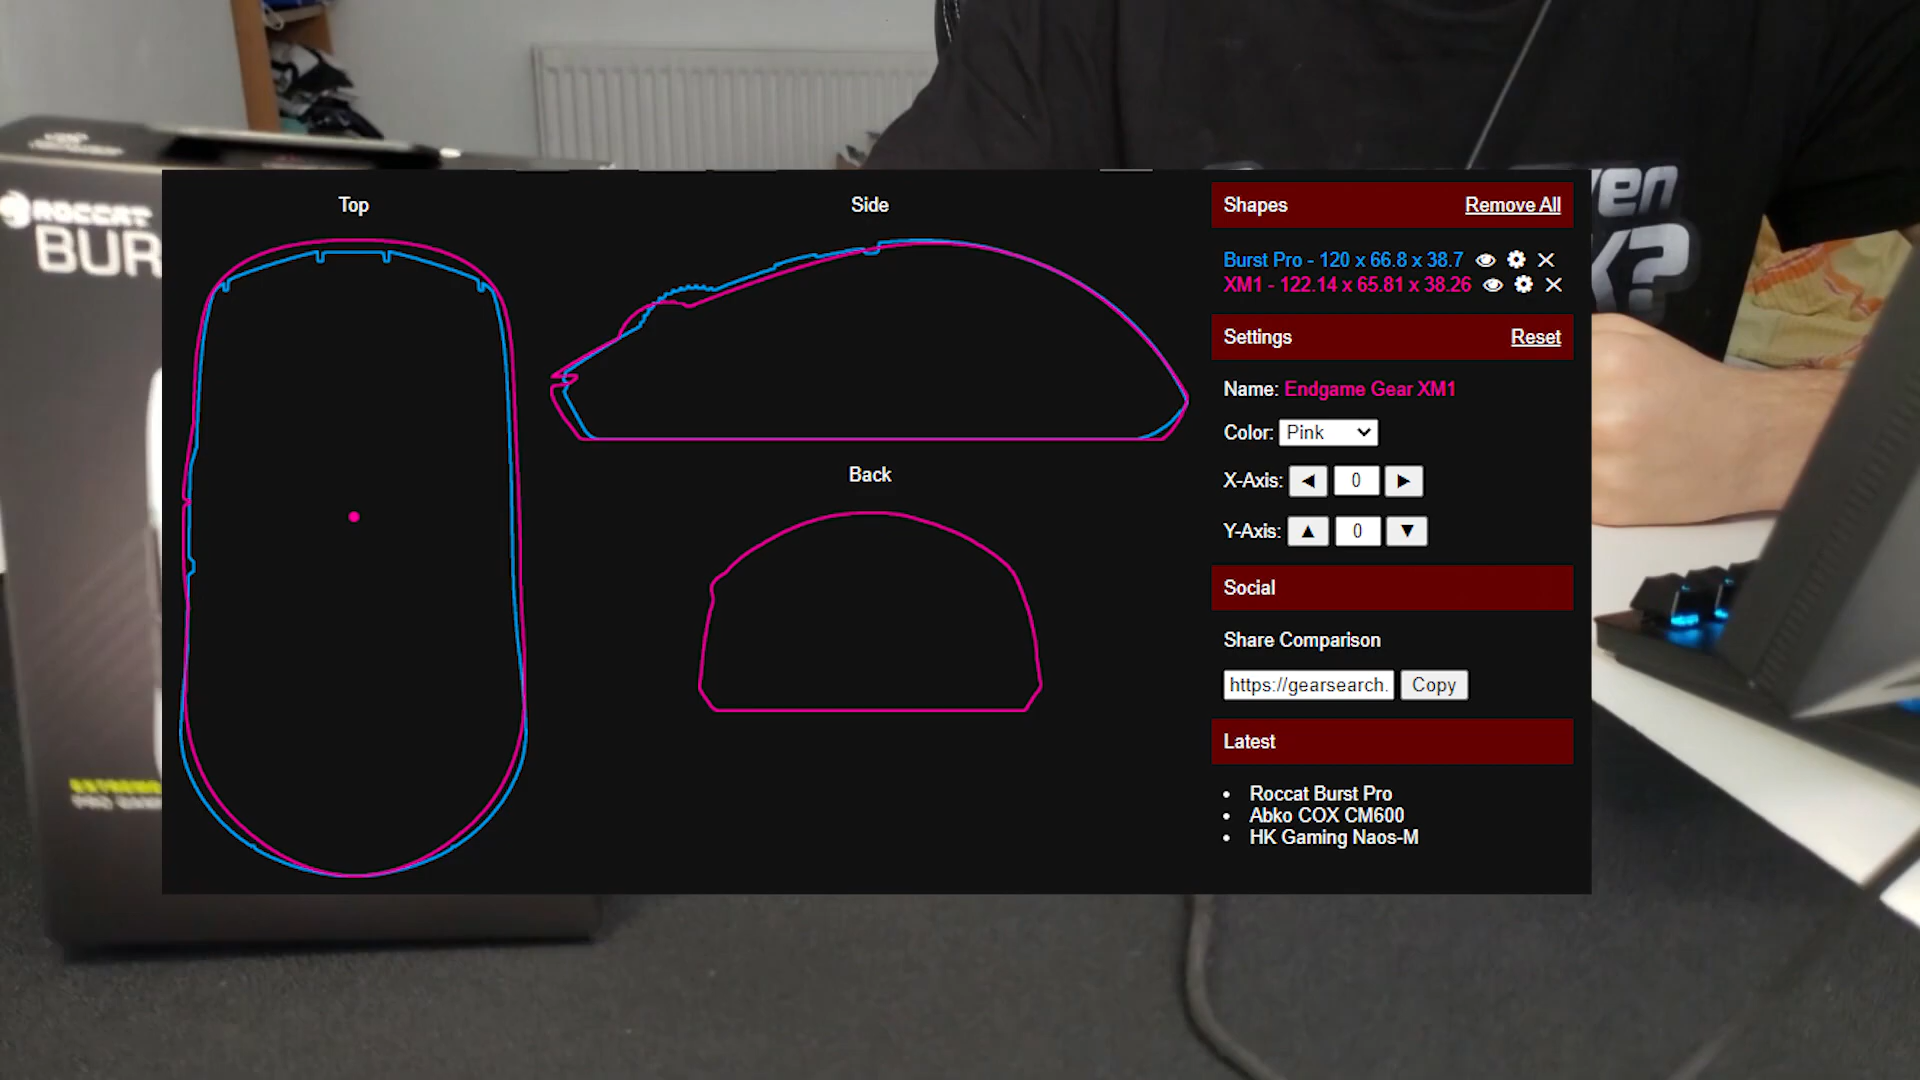 ROCCAT
BUR
Top
Side
Back
Shapes
Remove All
Burst Pro - 120 x 66.8 x 38.7
XM1 - 122.14 x 65.81 x 38.26
Settings
Reset
Name: Endgame Gear XM1
Color: Pink
X-Axis: ◀ 0 ▶
Y-Axis: ▲ 0 ▼
Social
Share Comparison
https://gearsearch.
Copy
Latest
• Roccat Burst Pro
• Abko COX CM600
• HK Gaming Naos-M
ven
K?